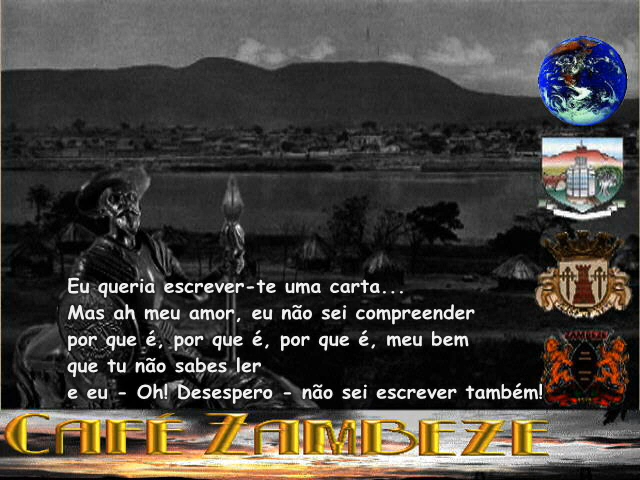 Eu queria escrever-te uma carta...
Mas ah meu amor, eu não sei compreender
por que é, por que é, por que é, meu bem
que tu não sabes ler
e eu - Oh! Desespero - não sei escrever também!
ZAMBEZE
CAFÉ ZAMBEZE